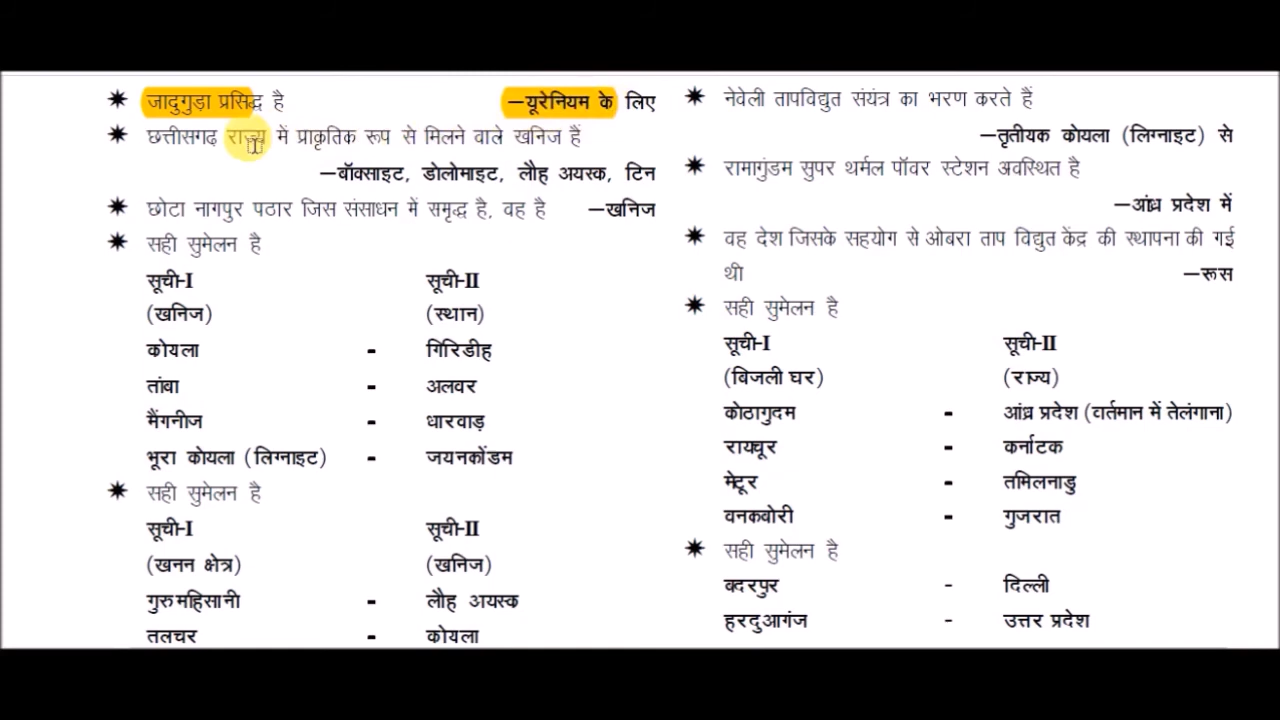 ✷ जादुगुड़ा प्रसिद्ध है –यूरेनियम के लिए
✷ छत्तीसगढ़ राज्य में प्राकृतिक रूप से मिलने वाले खनिज हैं
–बॉक्साइट, डोलोमाइट, लौह अयस्क, टिन
✷ छोटा नागपुर पठार जिस संसाधन में समृद्ध है, वह है –खनिज
✷ सही सुमेलन है
सूची-I सूची-II
(खनिज) (स्थान)
कोयला - गिरिडीह
तांबा - अलवर
मैंगनीज - धारवाड़
भूरा कोयला (लिग्नाइट) - जयनकोंडम
✷ सही सुमेलन है
सूची-I सूची-II
(खनन क्षेत्र) (खनिज)
गुरुमहिसानी - लौह अयस्क
तलचर - कोयला
✷ नेवेली तापविद्युत संयंत्र का भरण करते हैं
–तृतीयक कोयला (लिग्नाइट) से
✷ रामागुंडम सुपर थर्मल पॉवर स्टेशन अवस्थित है
–आंध्र प्रदेश में
✷ वह देश जिसके सहयोग से ओबरा ताप विद्युत केंद्र की स्थापना की गई
थी –रूस
✷ सही सुमेलन है
सूची-I सूची-II
(बिजली घर) (राज्य)
कोठागुदम - आंध्र प्रदेश (वर्तमान में तेलंगाना)
रायचूर - कर्नाटक
मेटूर - तमिलनाडु
वनकवोरी - गुजरात
✷ सही सुमेलन है
बदरपुर - दिल्ली
हरदुआगंज - उत्तर प्रदेश